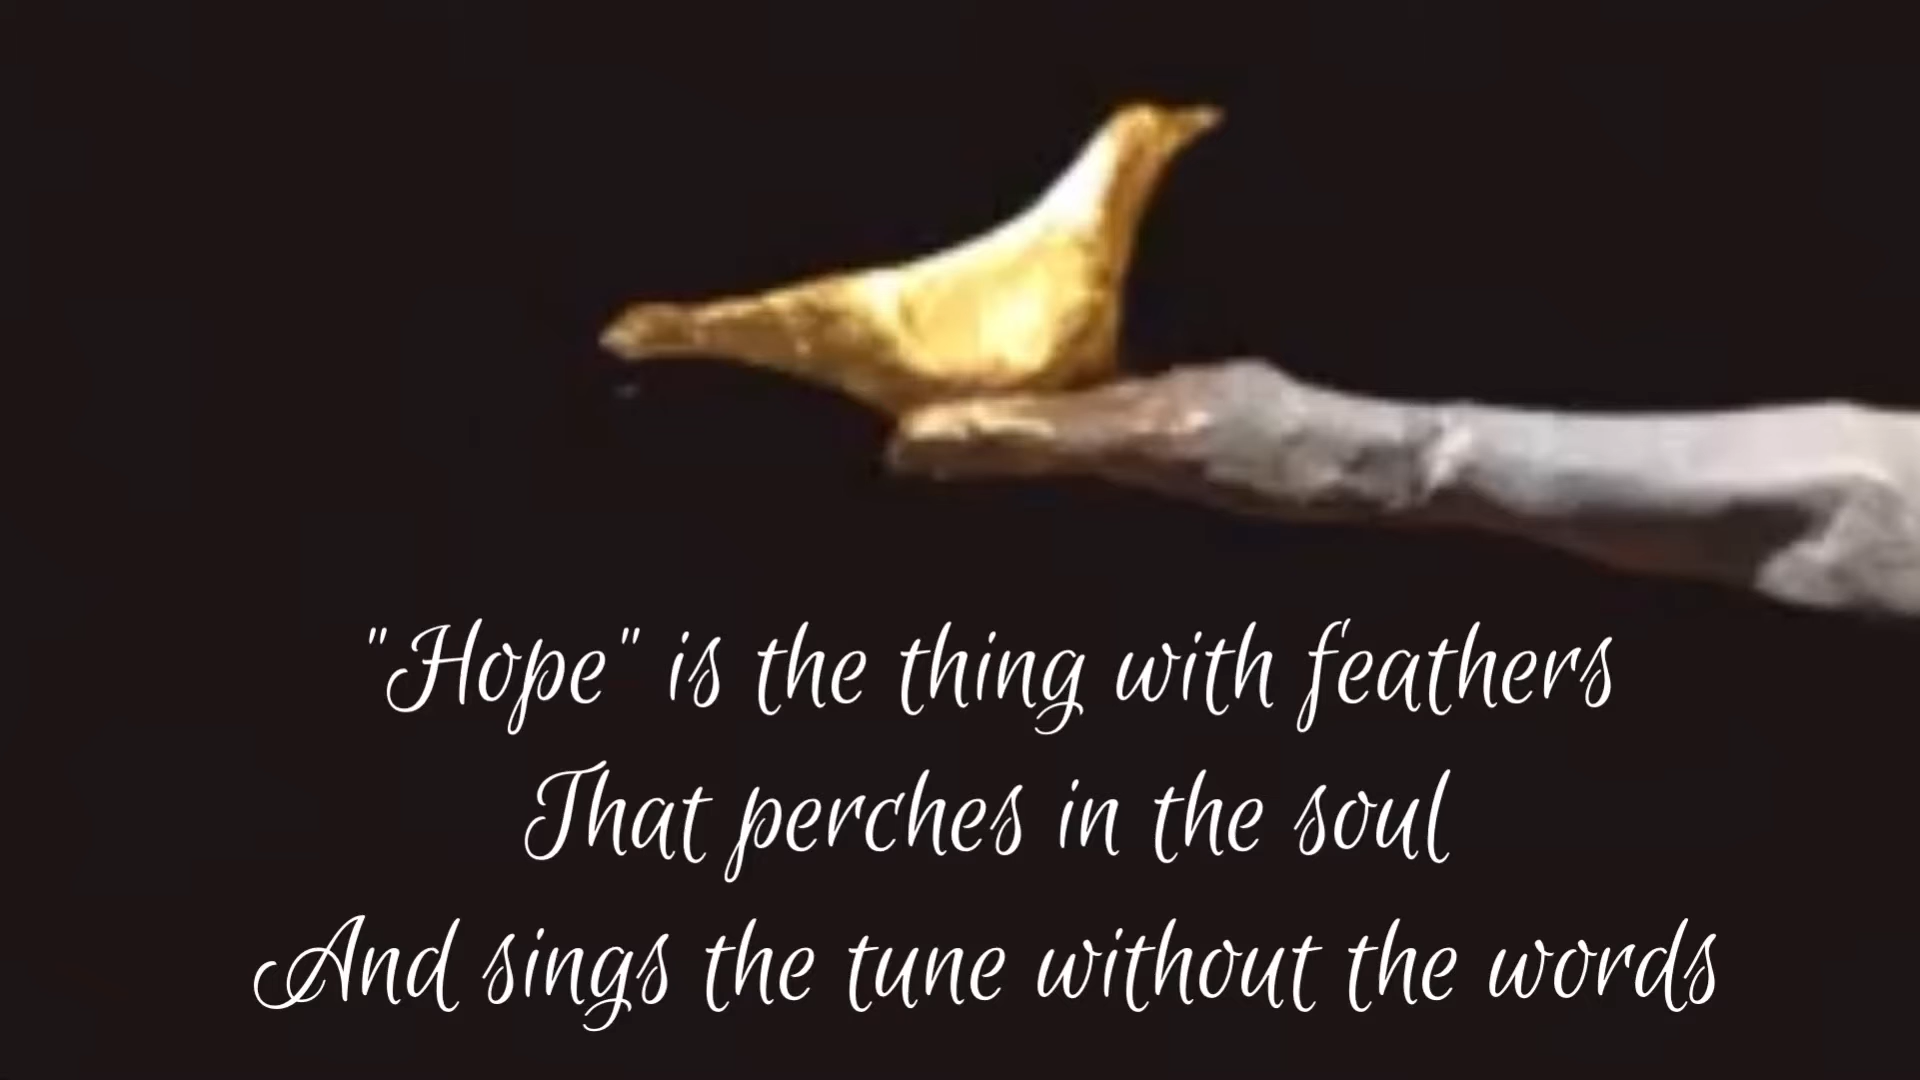 "Hope" is the thing with feathers
That perches in the soul
And sings the tune without the words